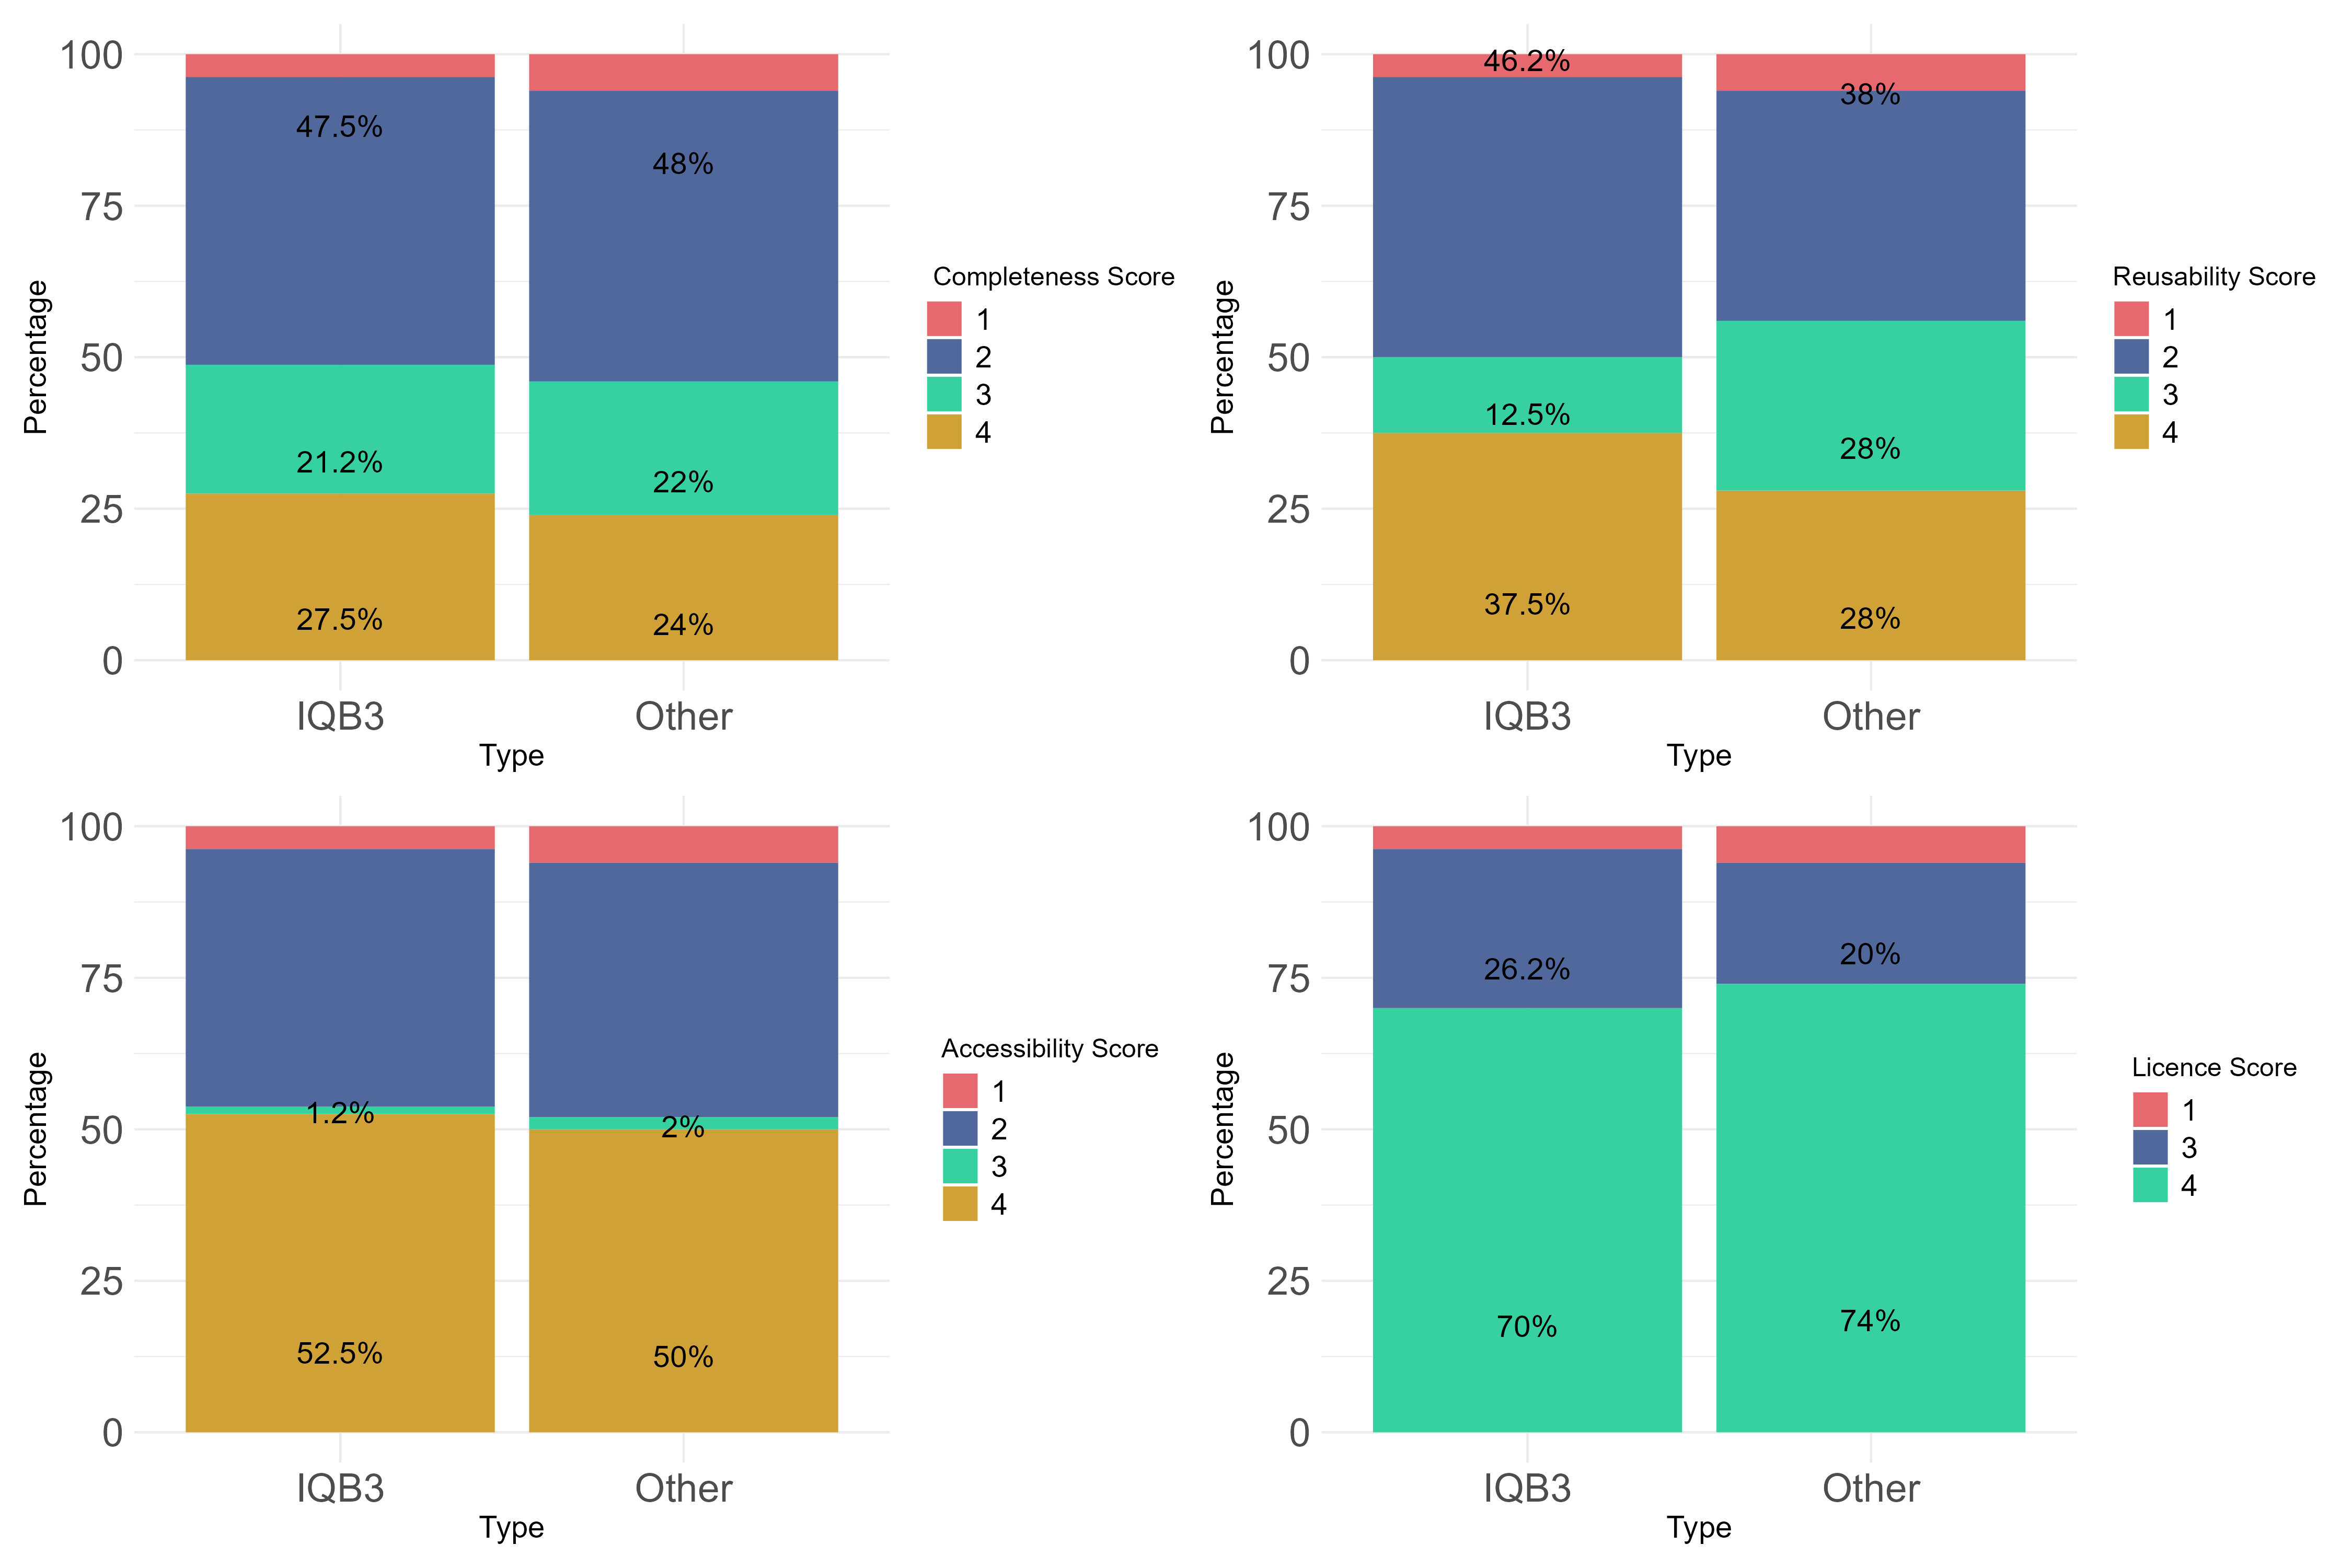 100
75
50
25
0
Percentage
47.5%
48%
21.2%
22%
27.5%
24%
IQB3
Other
Type
Completeness Score
1
2
3
4
100
75
50
25
0
Percentage
46.2%
38%
12.5%
28%
37.5%
28%
IQB3
Other
Type
Reusability Score
1
2
3
4
100
75
50
25
0
Percentage
1.2%
2%
52.5%
50%
IQB3
Other
Type
Accessibility Score
1
2
3
4
100
75
50
25
0
Percentage
26.2%
20%
70%
74%
IQB3
Other
Type
Licence Score
1
3
4